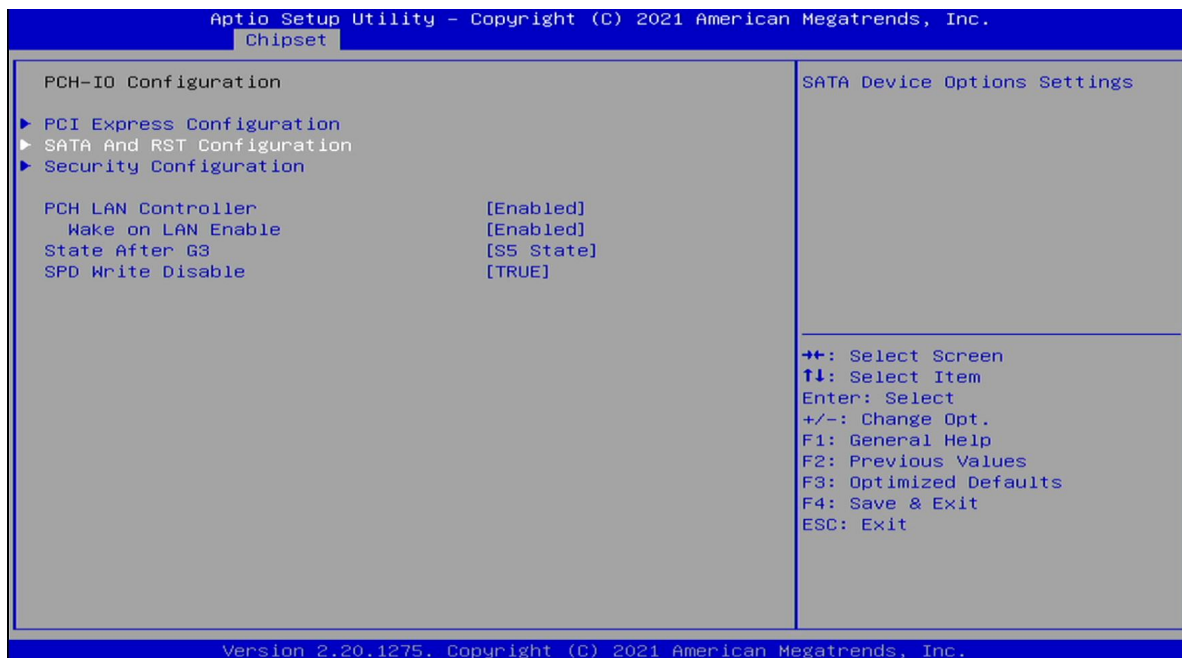 Aptio Setup Utility – Copyright (C) 2021 American Megatrends, Inc.
Chipset
PCH-IO Configuration
▶ PCI Express Configuration
▶ SATA And RST Configuration
▶ Security Configuration
PCH LAN Controller [Enabled]
Wake on LAN Enable [Enabled]
State After G3 [S5 State]
SPD Write Disable [TRUE]
SATA Device Options Settings
→←: Select Screen
↑↓: Select Item
Enter: Select
+/-: Change Opt.
F1: General Help
F2: Previous Values
F3: Optimized Defaults
F4: Save & Exit
ESC: Exit
Version 2.20.1275. Copyright (C) 2021 American Megatrends, Inc.